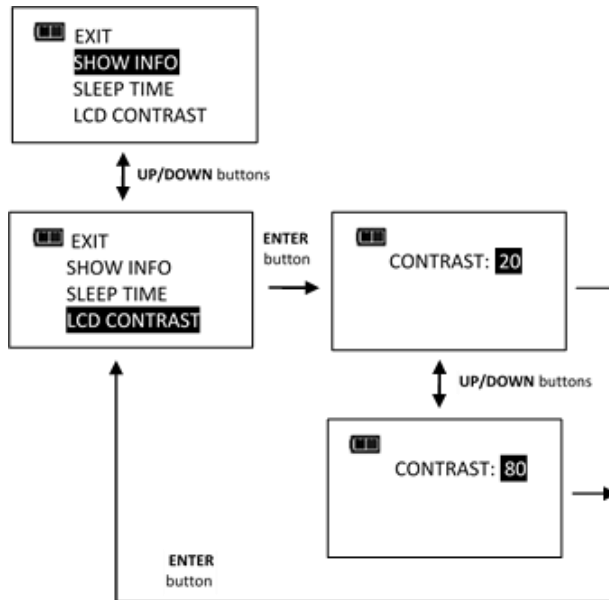 EXIT
SHOW INFO
SLEEP TIME
LCD CONTRAST
UP/DOWN buttons
EXIT
SHOW INFO
SLEEP TIME
LCD CONTRAST
ENTER
button
CONTRAST: 20
UP/DOWN buttons
CONTRAST: 80
ENTER
button